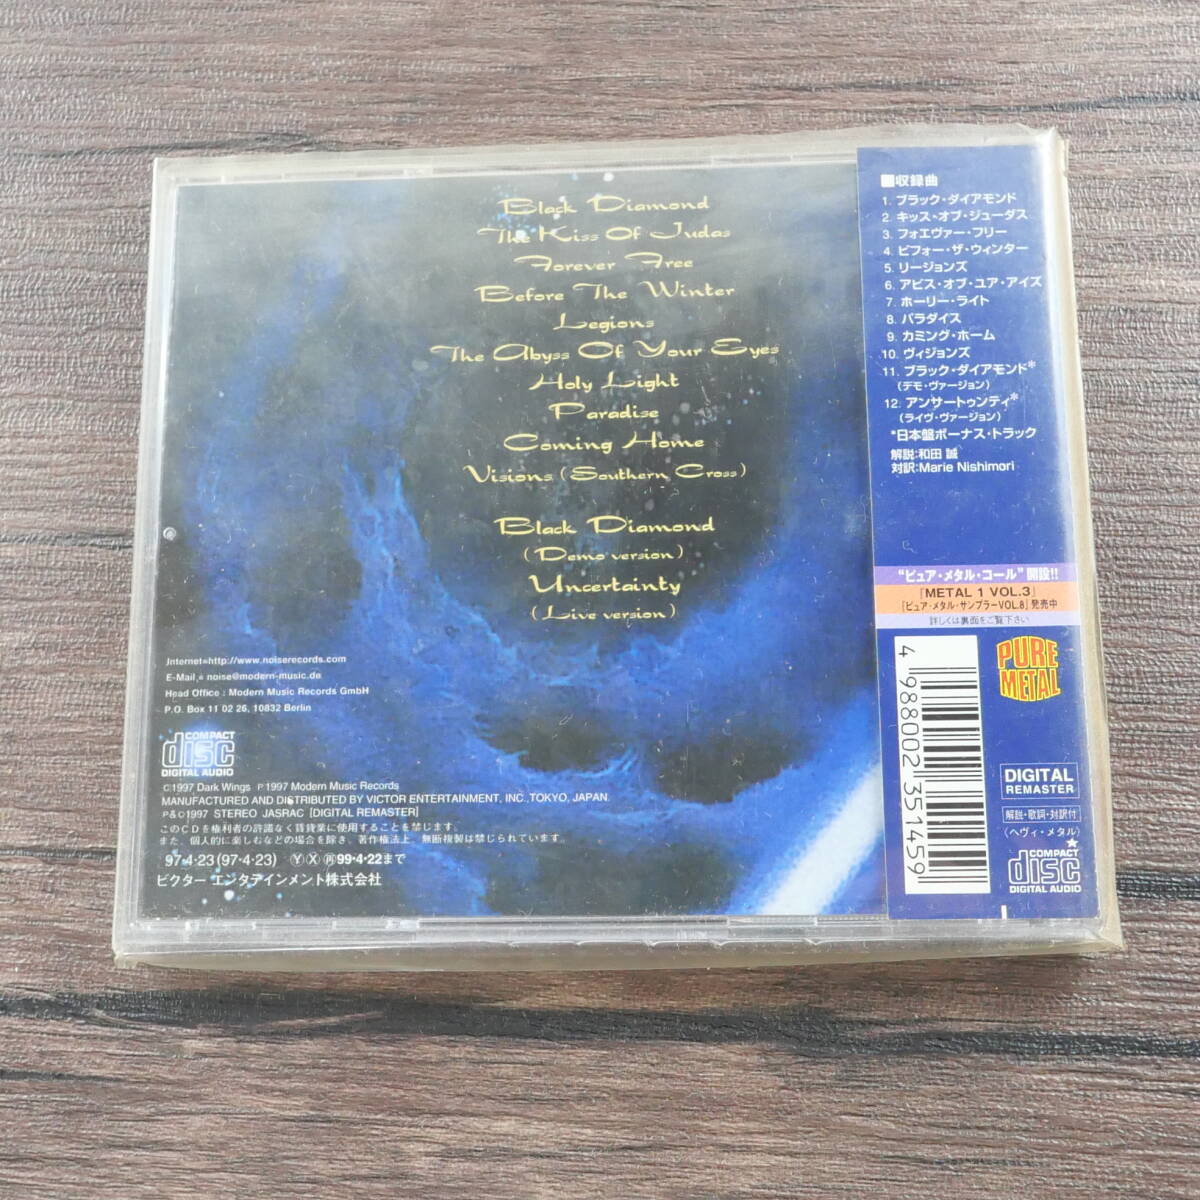 Black Diamond
The Kiss Of Judas
Forever Free
Before The Winter
Legions
The Abyss Of Your Eyes
Holy Light
Paradise
Coming Home
Visions (Southern Cross)
Black Diamond
(Demo version)
Uncertainty
(Live version)
Internet=http://www.noiserecords.com
E-Mail = noise@modern-music.de
Head Office : Modern Music Records GmbH
P.O. Box 11 02 26, 10832 Berlin
COMPACT
disc
DIGITAL AUDIO
©1997 Dark Wings ℗1997 Modern Music Records
MANUFACTURED AND DISTRIBUTED BY VICTOR ENTERTAINMENT, INC.,TOKYO, JAPAN.
℗&©1997 STEREO JASRAC [DIGITAL REMASTER]
このCDを権利者の許諾なく賃貸業に使用することを禁じます。
また、個人的に楽しむなどの場合を除き、著作権法上、無断複製は禁じられています。
97・4・23 (97・4・23) Ⓨ Ⓧ ㊢99・4・22まで
ビクター エンタテインメント株式会社
■収録曲
1. ブラック・ダイアモンド
2. キッス・オブ・ジューダス
3. フォエヴァー・フリー
4. ビフォー・ザ・ウィンター
5. リージョンズ
6. アビス・オブ・ユア・アイズ
7. ホーリー・ライト
8. パラダイス
9. カミング・ホーム
10. ヴィジョンズ
11. ブラック・ダイアモンド*
(デモ・ヴァージョン)
12. アンサートゥンティ*
(ライヴ・ヴァージョン)
*日本盤ボーナス・トラック
解説:和田 誠
対訳:Marie Nishimori
“ピュア・メタル・コール”開設!!
『METAL 1 VOL.3』
『ピュア・メタル・サンプラーVOL.8』発売中
詳しくは裏面をご覧下さい
PURE
METAL
4 988002 351459
DIGITAL
REMASTER
解説・歌詞・対訳付
(ヘヴィ・メタル)
★
COMPACT
disc
DIGITAL AUDIO